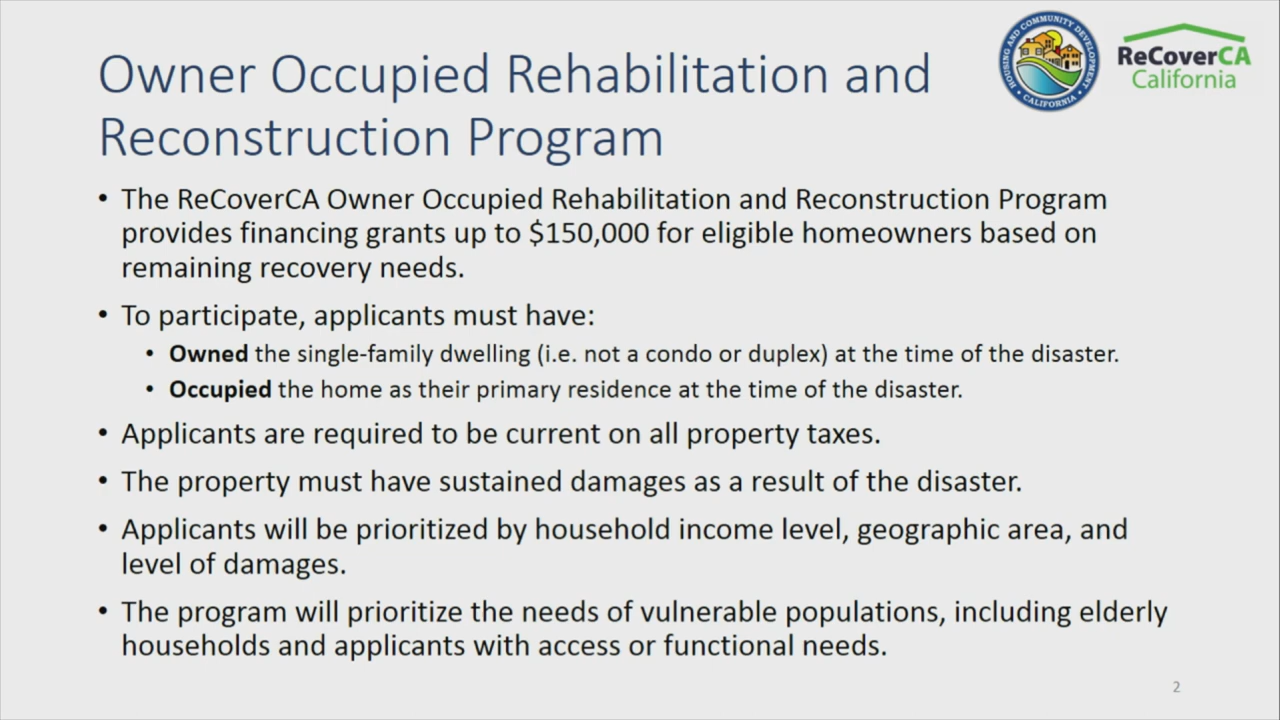 Owner Occupied Rehabilitation and
Reconstruction Program
HOUSING AND COMMUNITY DEVELOPMENT
• CALIFORNIA •
ReCoverCA
California
• The ReCoverCA Owner Occupied Rehabilitation and Reconstruction Program
provides financing grants up to $150,000 for eligible homeowners based on
remaining recovery needs.
• To participate, applicants must have:
• Owned the single-family dwelling (i.e. not a condo or duplex) at the time of the disaster.
• Occupied the home as their primary residence at the time of the disaster.
• Applicants are required to be current on all property taxes.
• The property must have sustained damages as a result of the disaster.
• Applicants will be prioritized by household income level, geographic area, and
level of damages.
• The program will prioritize the needs of vulnerable populations, including elderly
households and applicants with access or functional needs.
2